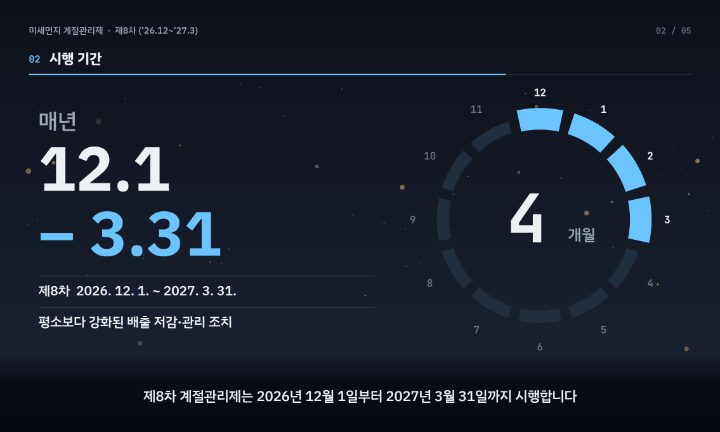 미세먼지 계절관리제 · 제8차 ('26.12~'27.3)
02 / 05
02 시행 기간
매년
12.1
– 3.31
제8차 2026. 12. 1. ~ 2027. 3. 31.
평소보다 강화된 배출 저감·관리 조치
12
1
2
3
4
5
6
7
8
9
10
11
4 개월
제8차 계절관리제는 2026년 12월 1일부터 2027년 3월 31일까지 시행합니다